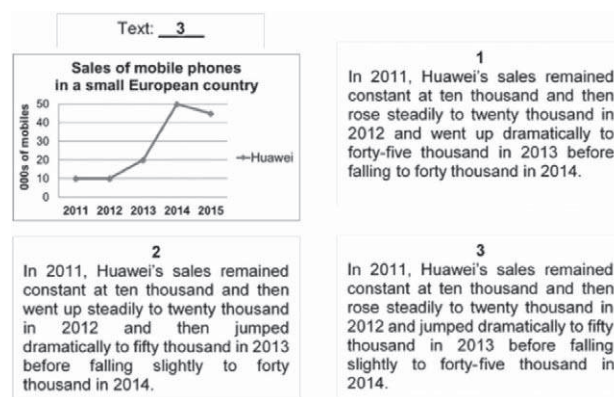 Text: 3
Sales of mobile phones
in a small European country
000s of mobiles
50
40
30
20
10
0
2011 2012 2013 2014 2015
Huawei
1
In 2011, Huawei's sales remained
constant at ten thousand and then
rose steadily to twenty thousand in
2012 and went up dramatically to
forty-five thousand in 2013 before
falling to forty thousand in 2014.
2
In 2011, Huawei's sales remained
constant at ten thousand and then
went up steadily to twenty thousand
in 2012 and then jumped
dramatically to fifty thousand in 2013
before falling slightly to forty
thousand in 2014.
3
In 2011, Huawei's sales remained
constant at ten thousand and then
rose steadily to twenty thousand in
2012 and jumped dramatically to fifty
thousand in 2013 before falling
slightly to forty-five thousand in
2014.